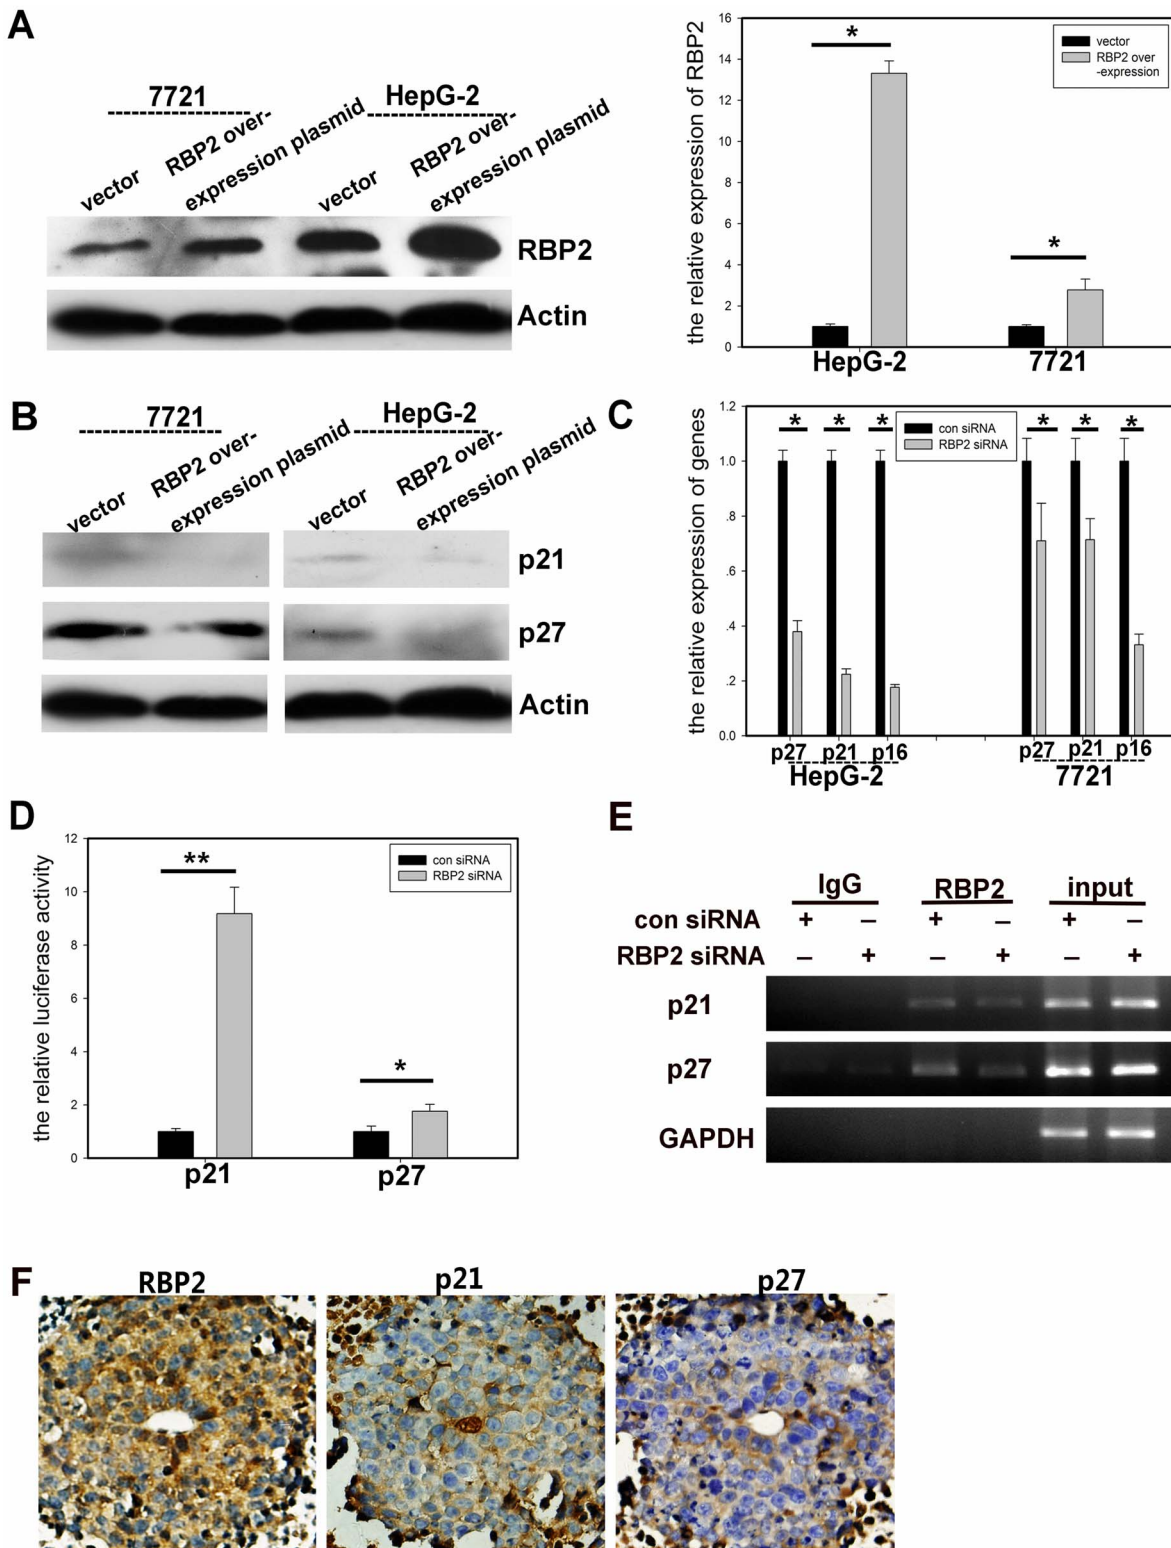 A
7721
HepG-2
vector
RBP2 over-
expression plasmid
vector
RBP2 over-
expression plasmid
RBP2
Actin
the relative expression of RBP2
16
14
12
10
8
6
4
2
0
*
*
vector
RBP2 over
-expression
HepG-2
7721
B
7721
HepG-2
vector
RBP2 over-
expression plasmid
vector
RBP2 over-
expression plasmid
p21
p27
Actin
C
the relative expression of genes
1.2
1.0
.8
.6
.4
.2
0.0
* * *
* * *
con siRNA
RBP2 siRNA
p27 p21 p16
p27 p21 p16
HepG-2
7721
D
the relative luciferase activity
12
10
8
6
4
2
0
**
*
con siRNA
RBP2 siRNA
p21
p27
E
IgG RBP2 input
con siRNA + – + – + –
RBP2 siRNA – + – + – +
p21
p27
GAPDH
F
RBP2
p21
p27